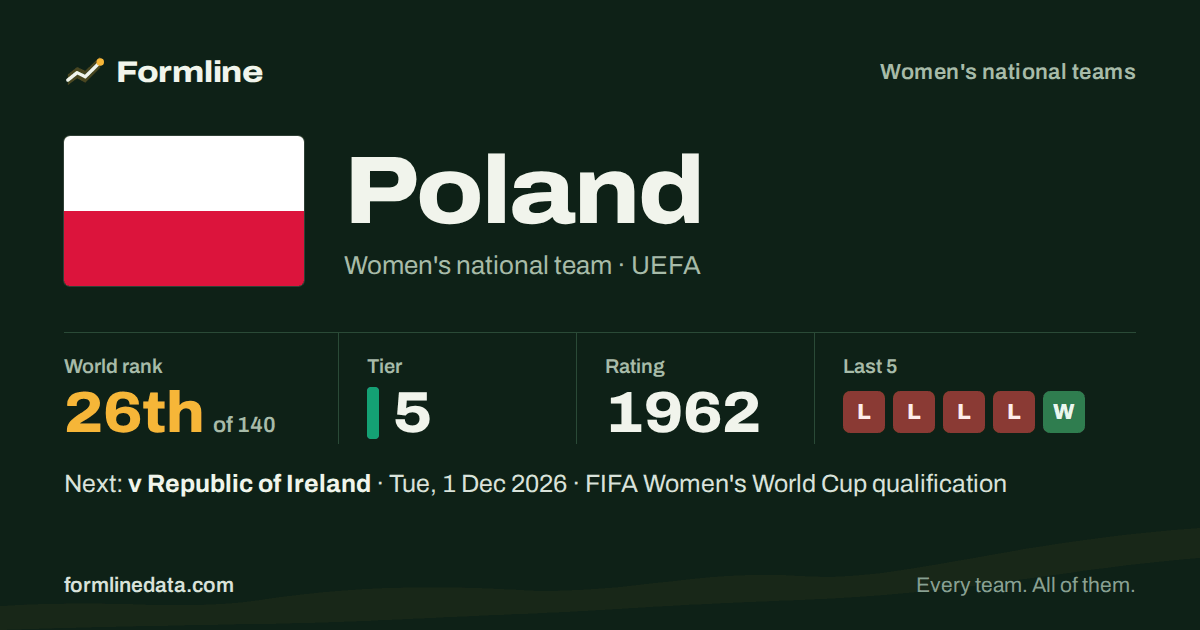 Formline
Women's national teams
Poland
Women's national team · UEFA
World rank
26th of 140
Tier
5
Rating
1962
Last 5
L L L L W
Next: v Republic of Ireland · Tue, 1 Dec 2026 · FIFA Women's World Cup qualification
formlinedata.com
Every team. All of them.